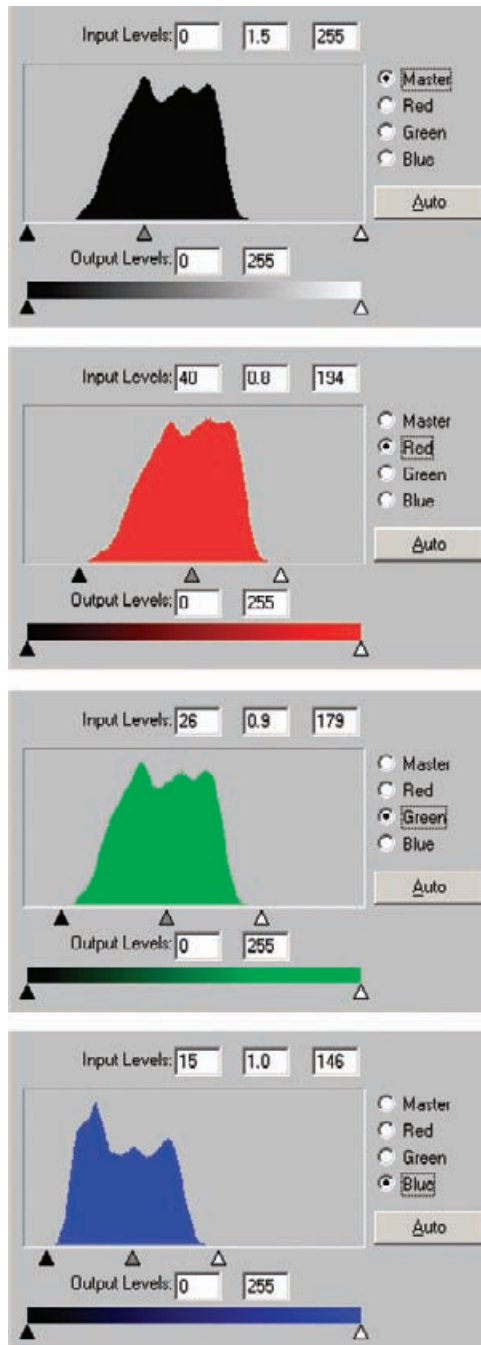 Input Levels: 0 1.5 255
Master
Red
Green
Blue
Auto
Output Levels: 0 255
Input Levels: 40 0.8 194
Master
Red
Green
Blue
Auto
Output Levels: 0 255
Input Levels: 26 0.9 179
Master
Red
Green
Blue
Auto
Output Levels: 0 255
Input Levels: 15 1.0 146
Master
Red
Green
Blue
Auto
Output Levels: 0 255